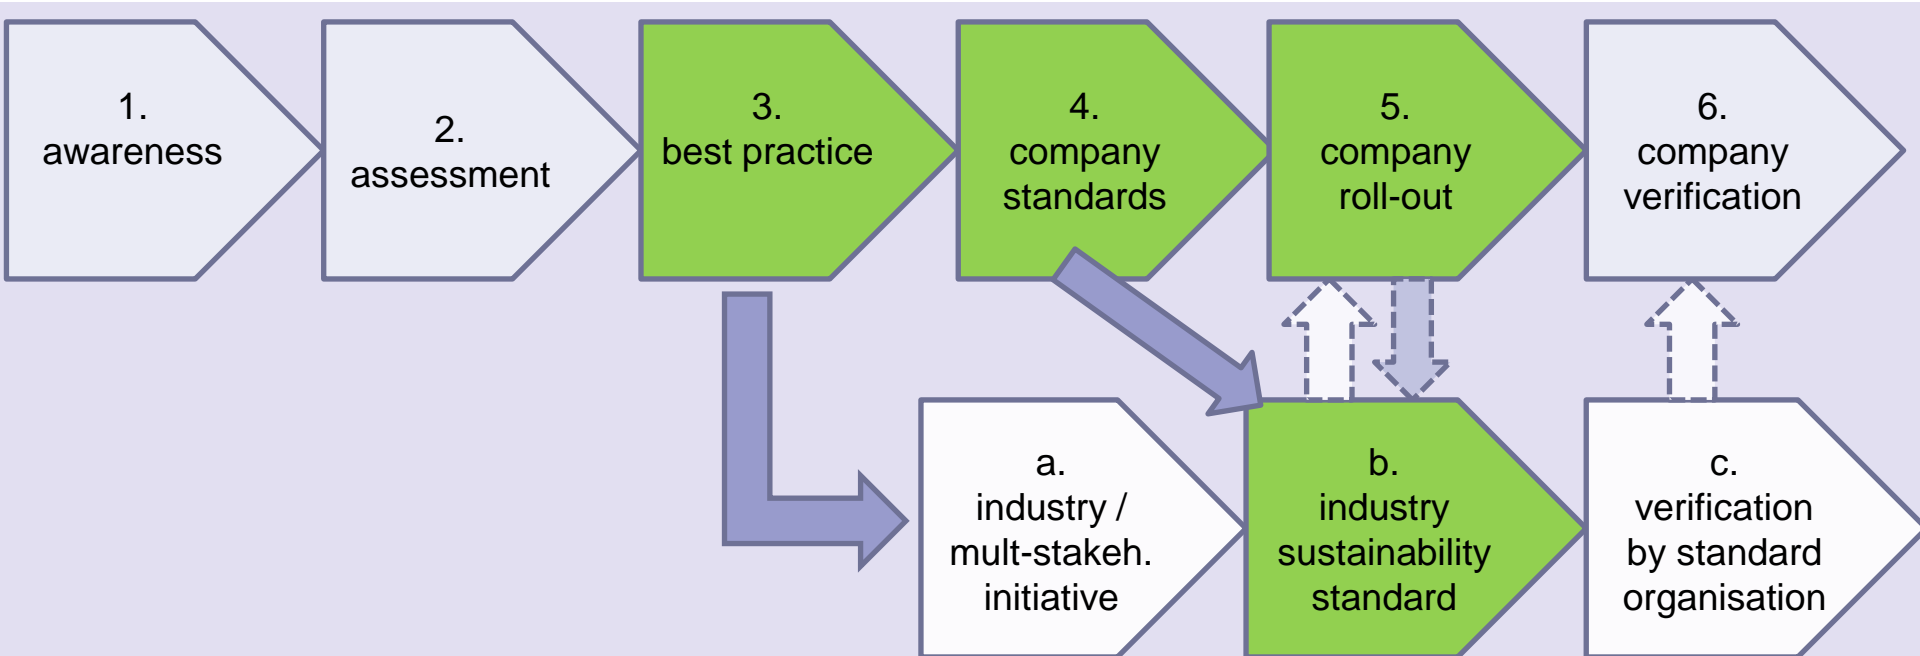 1.
awareness
2.
assessment
3.
best practice
4.
company
standards
5.
company
roll-out
6.
company
verification
a.
industry /
mult-stakeh.
initiative
b.
industry
sustainability
standard
c.
verification
by standard
organisation